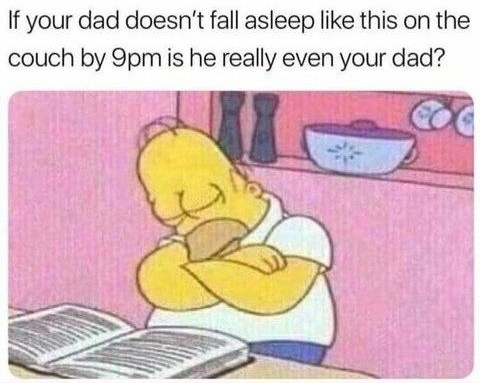 If your dad doesn't fall asleep like this on the
couch by 9pm is he really even your dad?